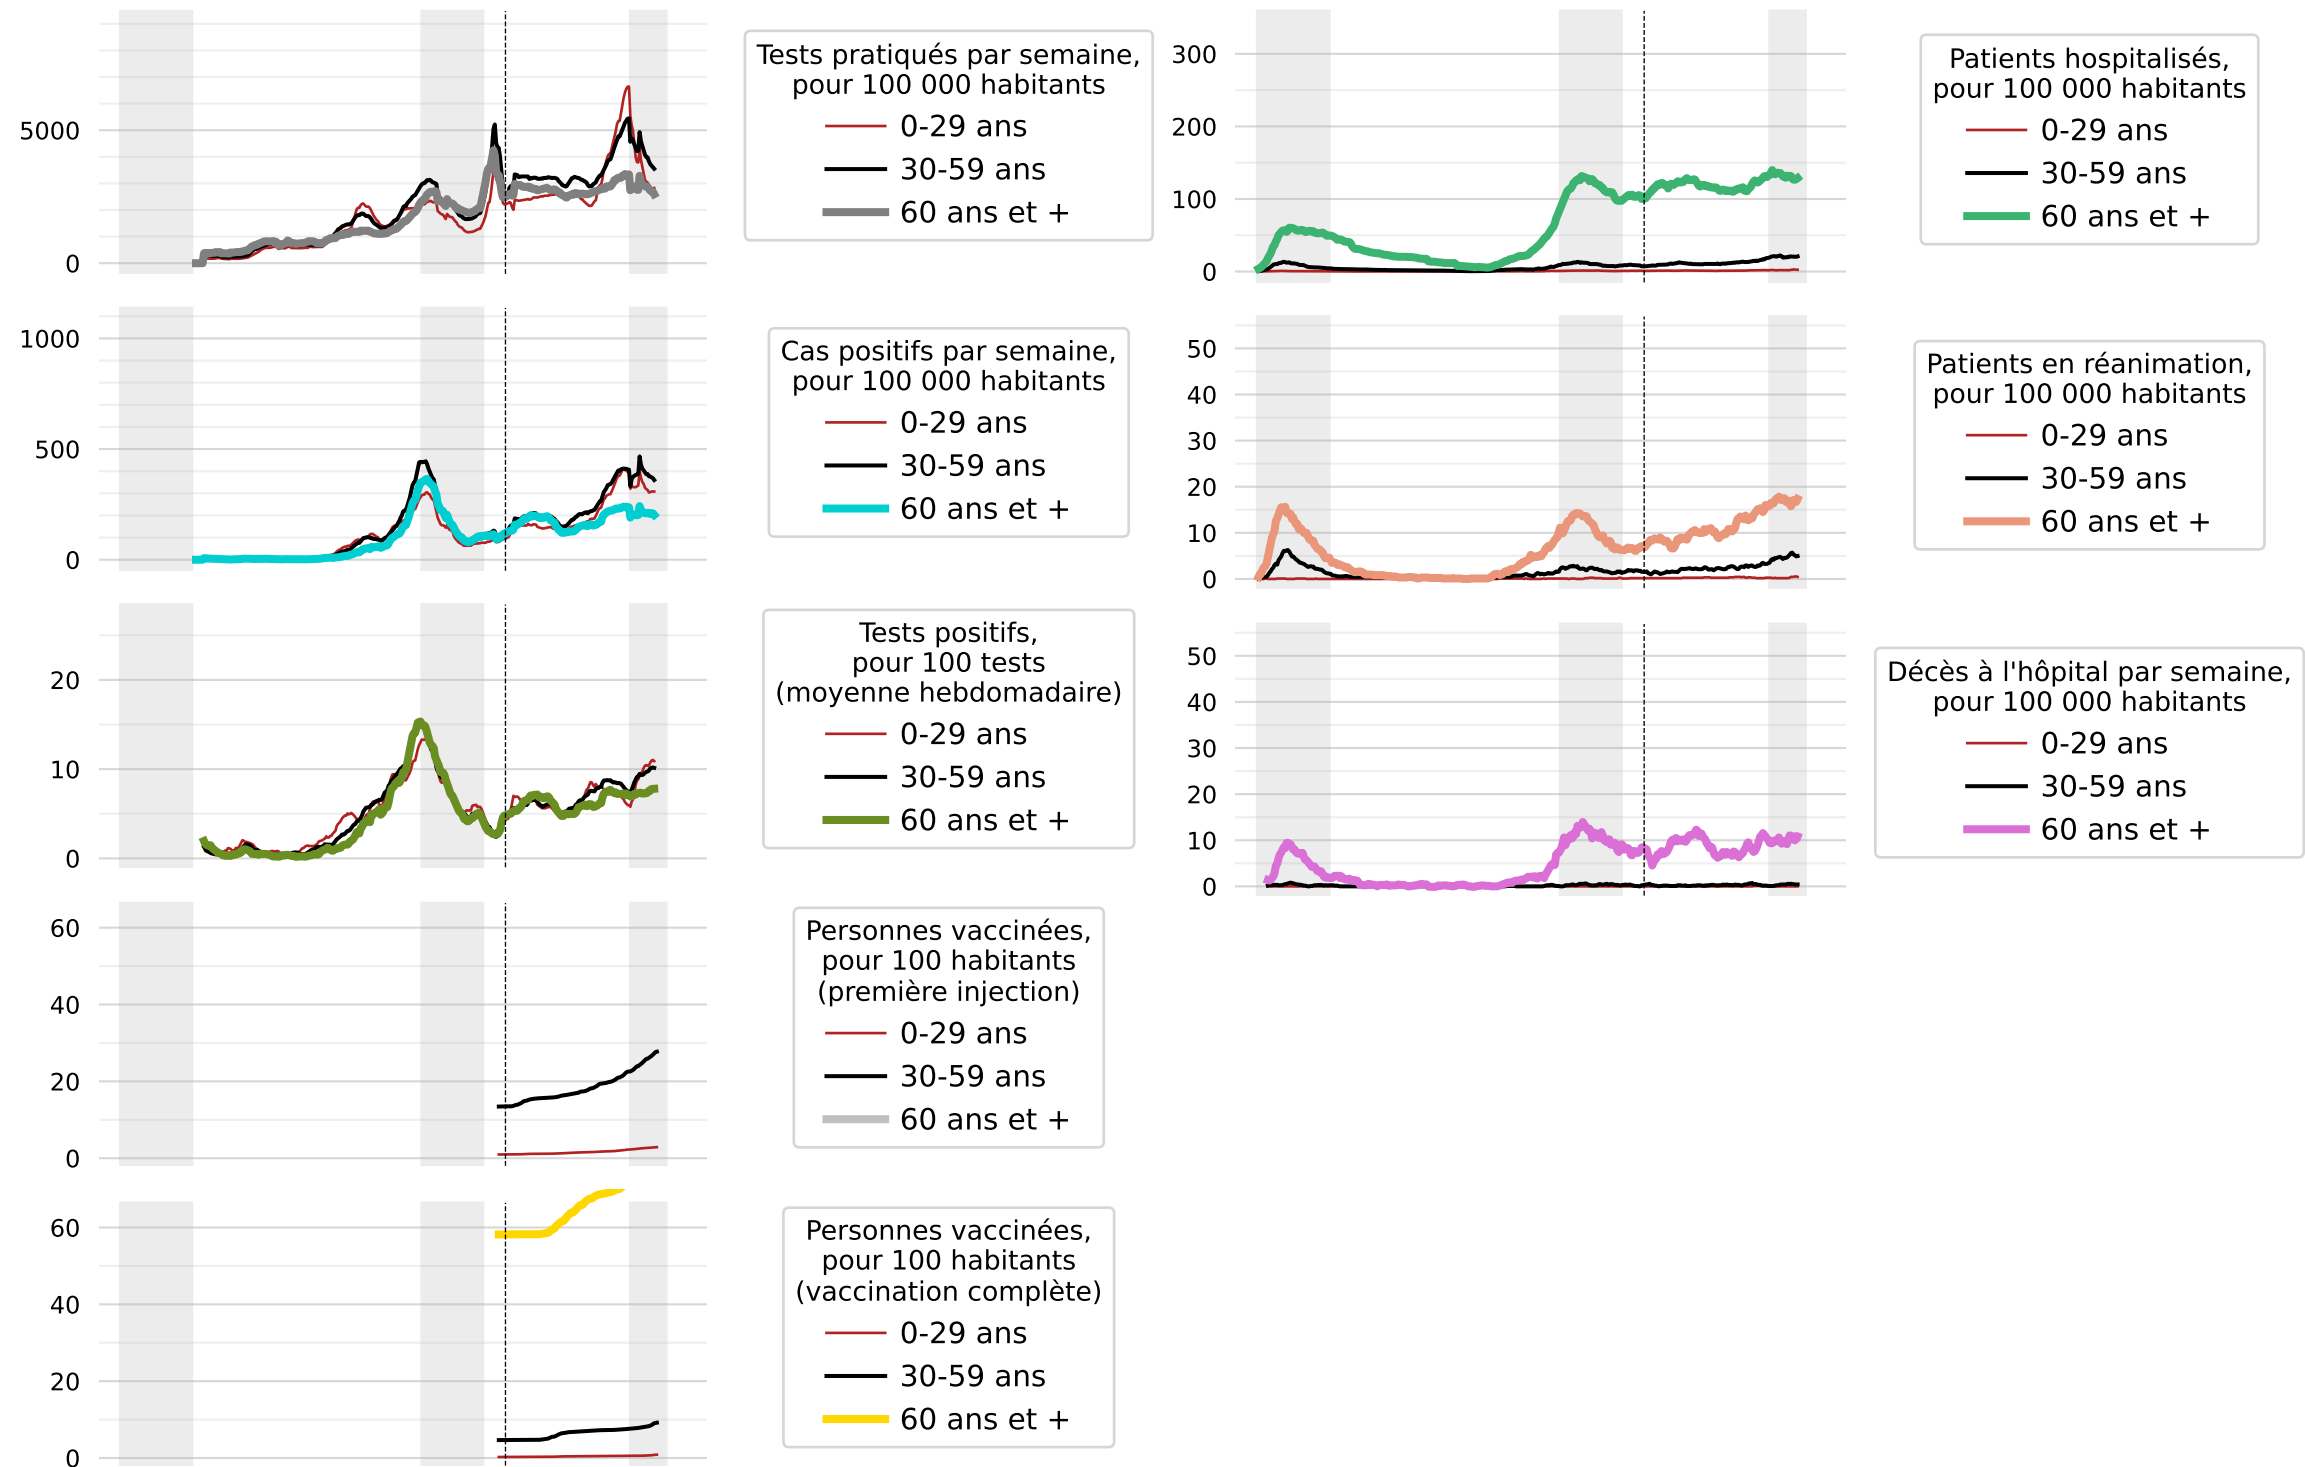 5000
0
Tests pratiqués par semaine,
pour 100 000 habitants
0-29 ans
30-59 ans
60 ans et +
1000
500
0
Cas positifs par semaine,
pour 100 000 habitants
0-29 ans
30-59 ans
60 ans et +
20
10
0
Tests positifs,
pour 100 tests
(moyenne hebdomadaire)
0-29 ans
30-59 ans
60 ans et +
60
40
20
0
Personnes vaccinées,
pour 100 habitants
(première injection)
0-29 ans
30-59 ans
60 ans et +
60
40
20
0
Personnes vaccinées,
pour 100 habitants
(vaccination complète)
0-29 ans
30-59 ans
60 ans et +
300
200
100
0
Patients hospitalisés,
pour 100 000 habitants
0-29 ans
30-59 ans
60 ans et +
50
40
30
20
10
0
Patients en réanimation,
pour 100 000 habitants
0-29 ans
30-59 ans
60 ans et +
50
40
30
20
10
0
Décès à l'hôpital par semaine,
pour 100 000 habitants
0-29 ans
30-59 ans
60 ans et +